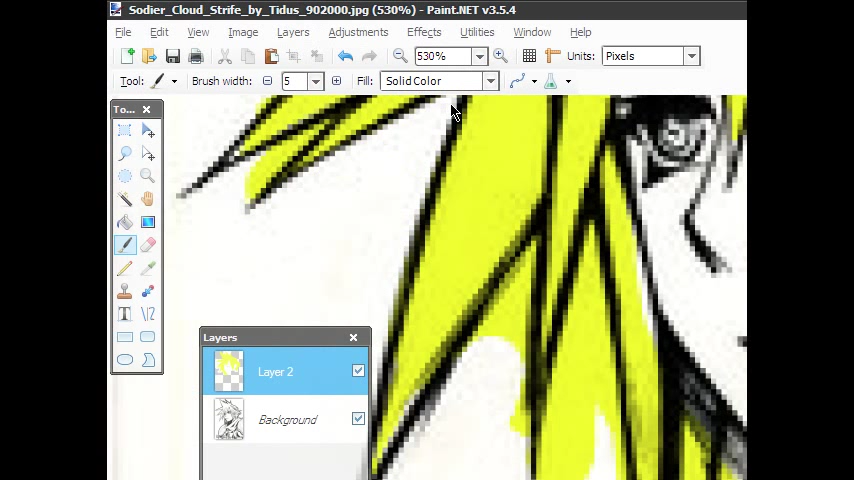 Sodier_Cloud_Strife_by_Tidus_902000.jpg (530%) - Paint.NET v3.5.4
File Edit View Image Layers Adjustments Effects Utilities Window Help
530% Units: Pixels
Tool: Brush width: 5 Fill: Solid Color
To...
Layers
Layer 2
Background